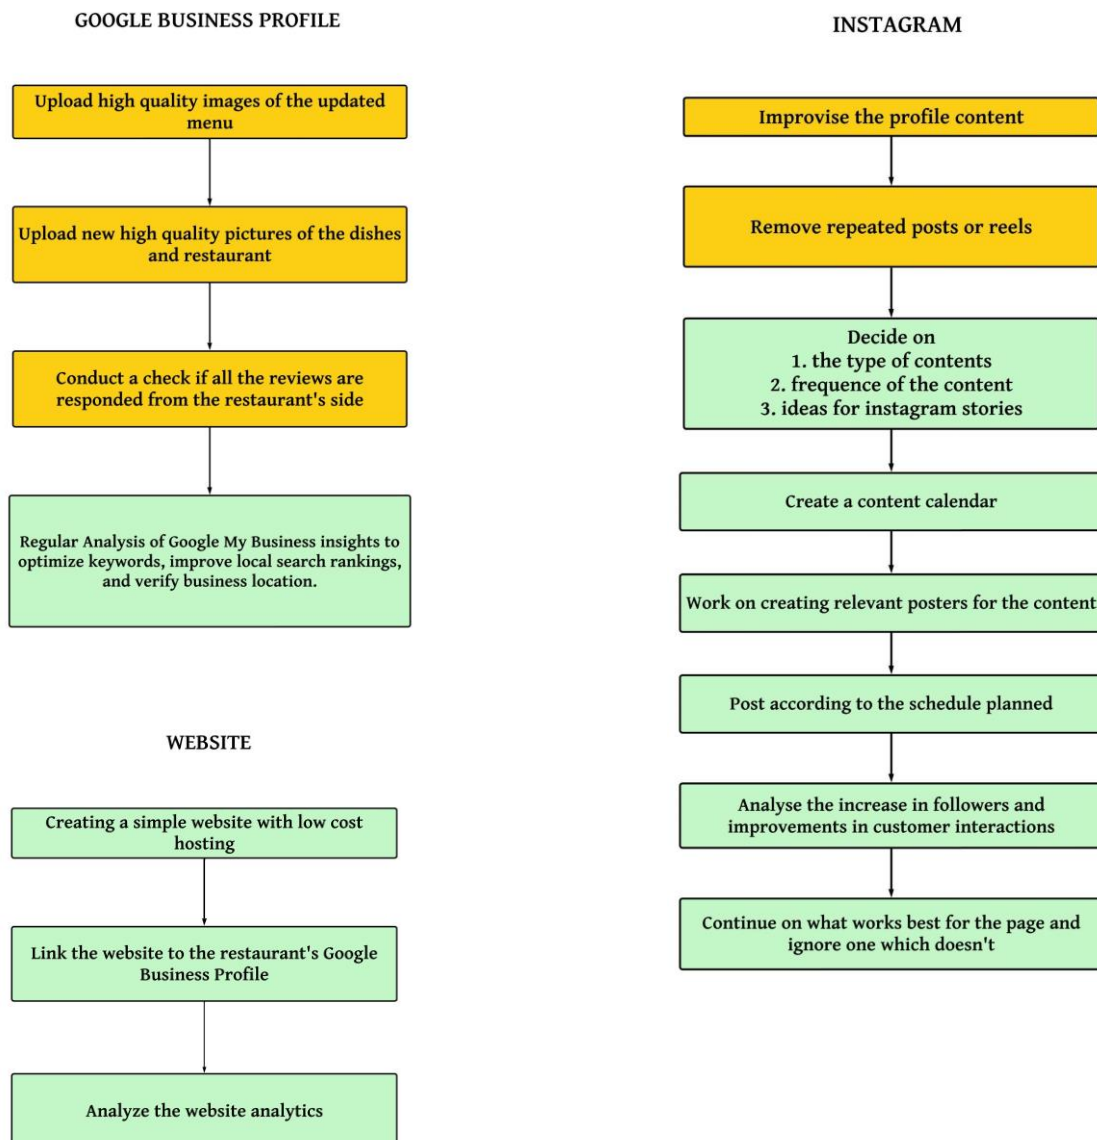 GOOGLE BUSINESS PROFILE
Upload high quality images of the updated
menu
Upload new high quality pictures of the dishes
and restaurant
Conduct a check if all the reviews are
responded from the restaurant's side
Regular Analysis of Google My Business insights to
optimize keywords, improve local search rankings,
and verify business location.
WEBSITE
Creating a simple website with low cost
hosting
Link the website to the restaurant's Google
Business Profile
Analyze the website analytics
INSTAGRAM
Improvise the profile content
Remove repeated posts or reels
Decide on
1. the type of contents
2. frequence of the content
3. ideas for instagram stories
Create a content calendar
Work on creating relevant posters for the content
Post according to the schedule planned
Analyse the increase in followers and
improvements in customer interactions
Continue on what works best for the page and
ignore one which doesn't